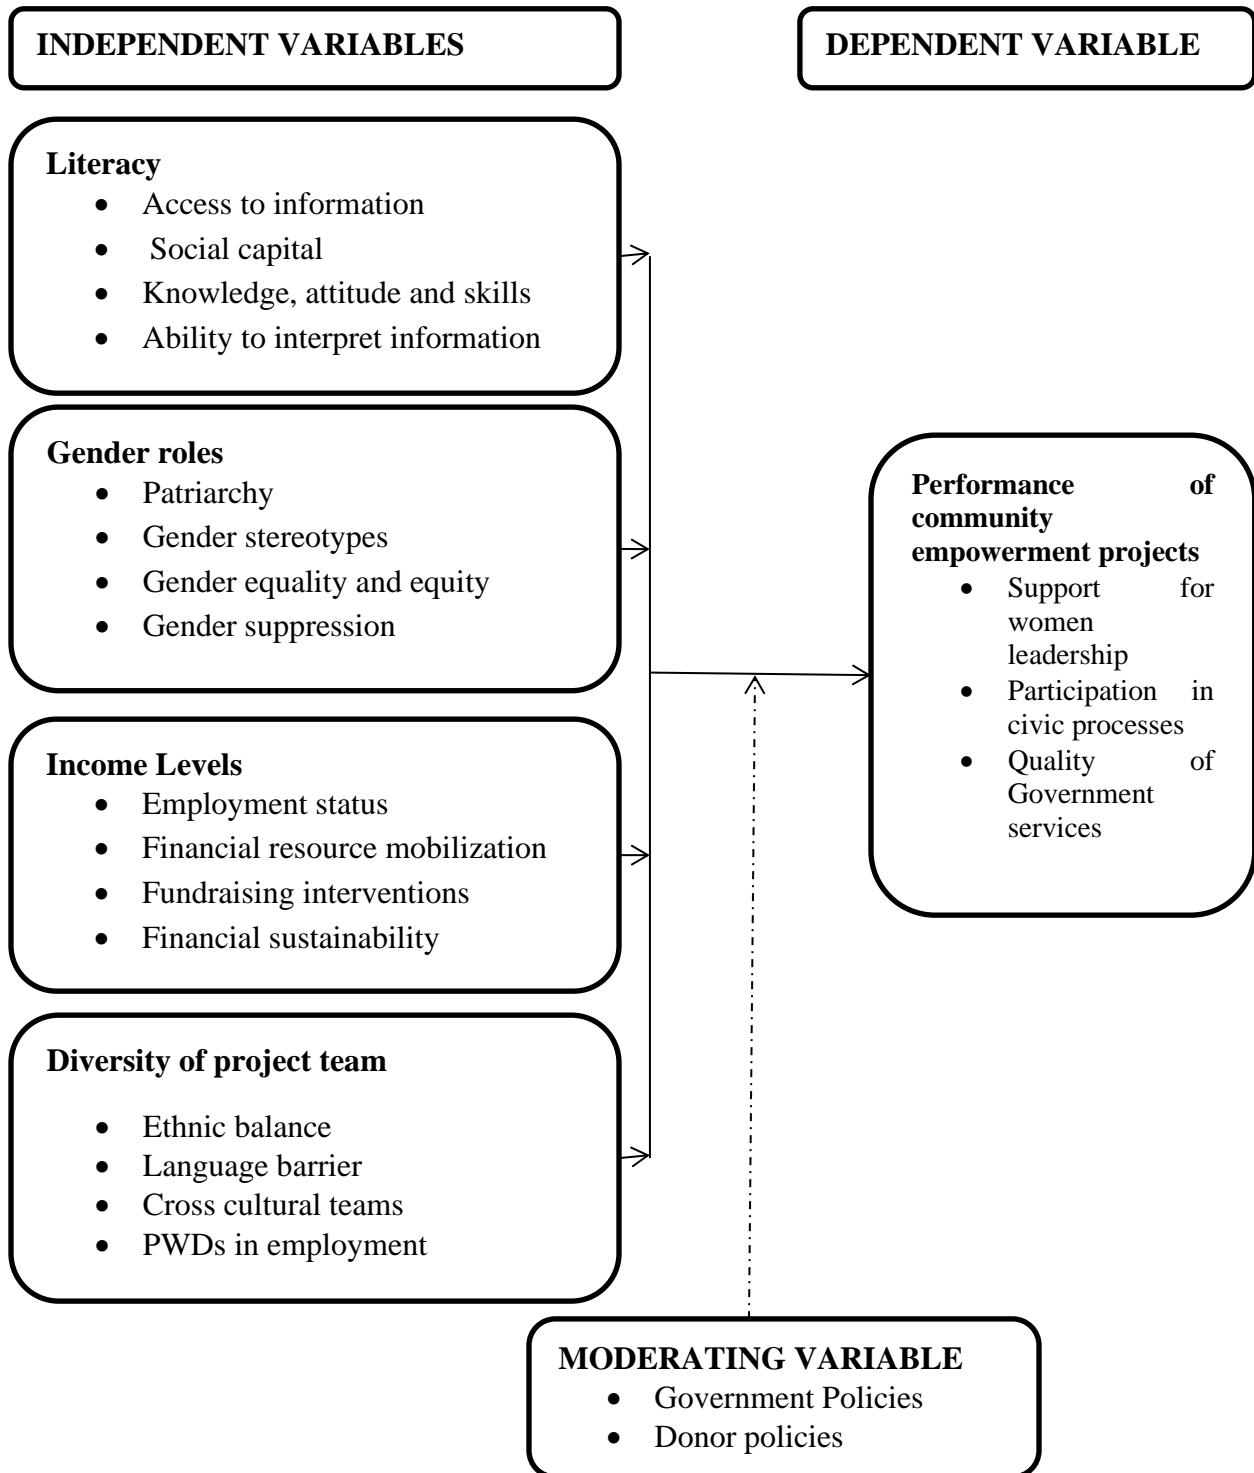 INDEPENDENT VARIABLES
DEPENDENT VARIABLE
Literacy
• Access to information
• Social capital
• Knowledge, attitude and skills
• Ability to interpret information
Gender roles
• Patriarchy
• Gender stereotypes
• Gender equality and equity
• Gender suppression
Income Levels
• Employment status
• Financial resource mobilization
• Fundraising interventions
• Financial sustainability
Diversity of project team
• Ethnic balance
• Language barrier
• Cross cultural teams
• PWDs in employment
Performance of
community
empowerment projects
• Support for
women
leadership
• Participation in
civic processes
• Quality of
Government
services
MODERATING VARIABLE
• Government Policies
• Donor policies